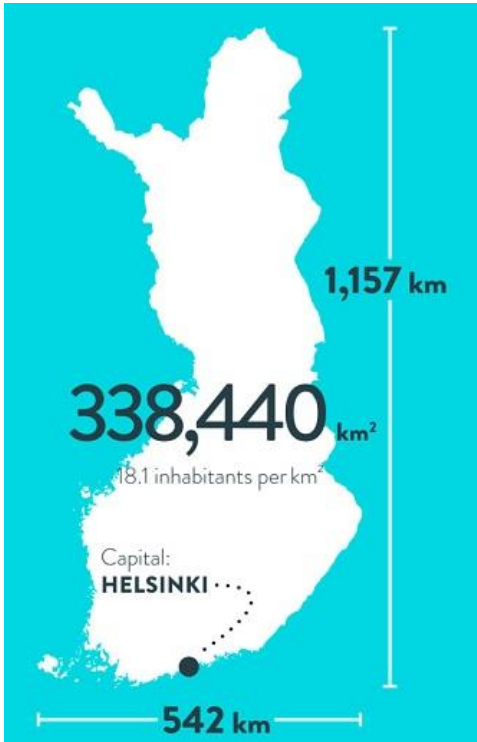 1,157 km
338,440 km²
18.1 inhabitants per km²
Capital:
HELSINKI
542 km